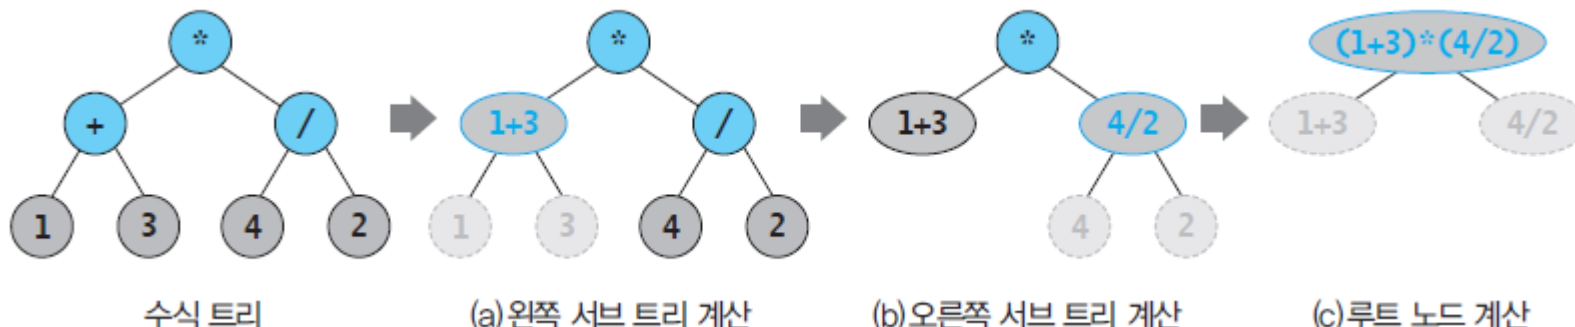 * * * (1+3)*(4/2)
+ / 1+3 / 1+3 4/2 1+3 4/2
1 3 4 2 1 3 4 2 4 2
수식 트리 (a) 왼쪽 서브 트리 계산 (b) 오른쪽 서브 트리 계산 (c) 루트 노드 계산